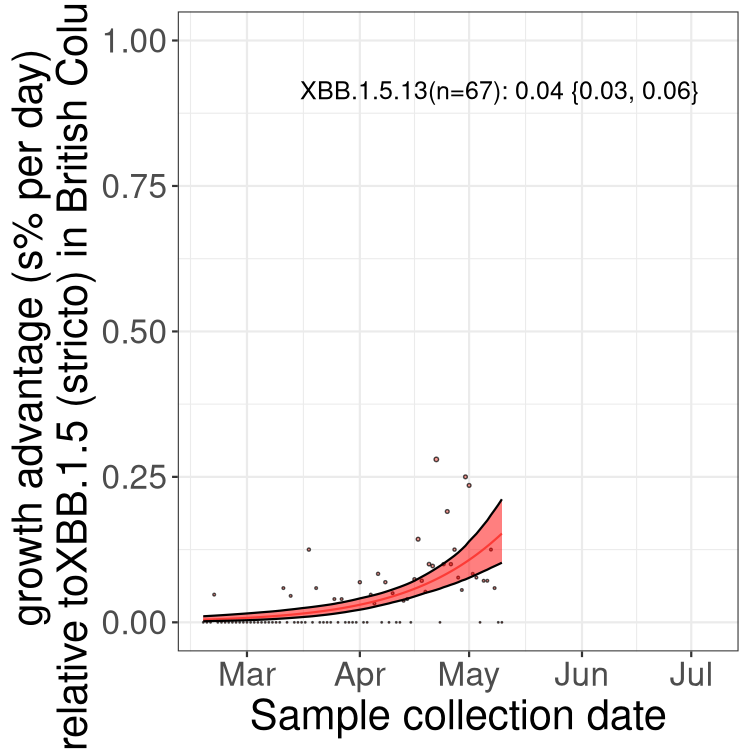 growth advantage (s% per day)
relative toXBB.1.5 (stricto) in British Colu
1.00
0.75
0.50
0.25
0.00
XBB.1.5.13(n=67): 0.04 {0.03, 0.06}
Mar Apr May Jun Jul
Sample collection date